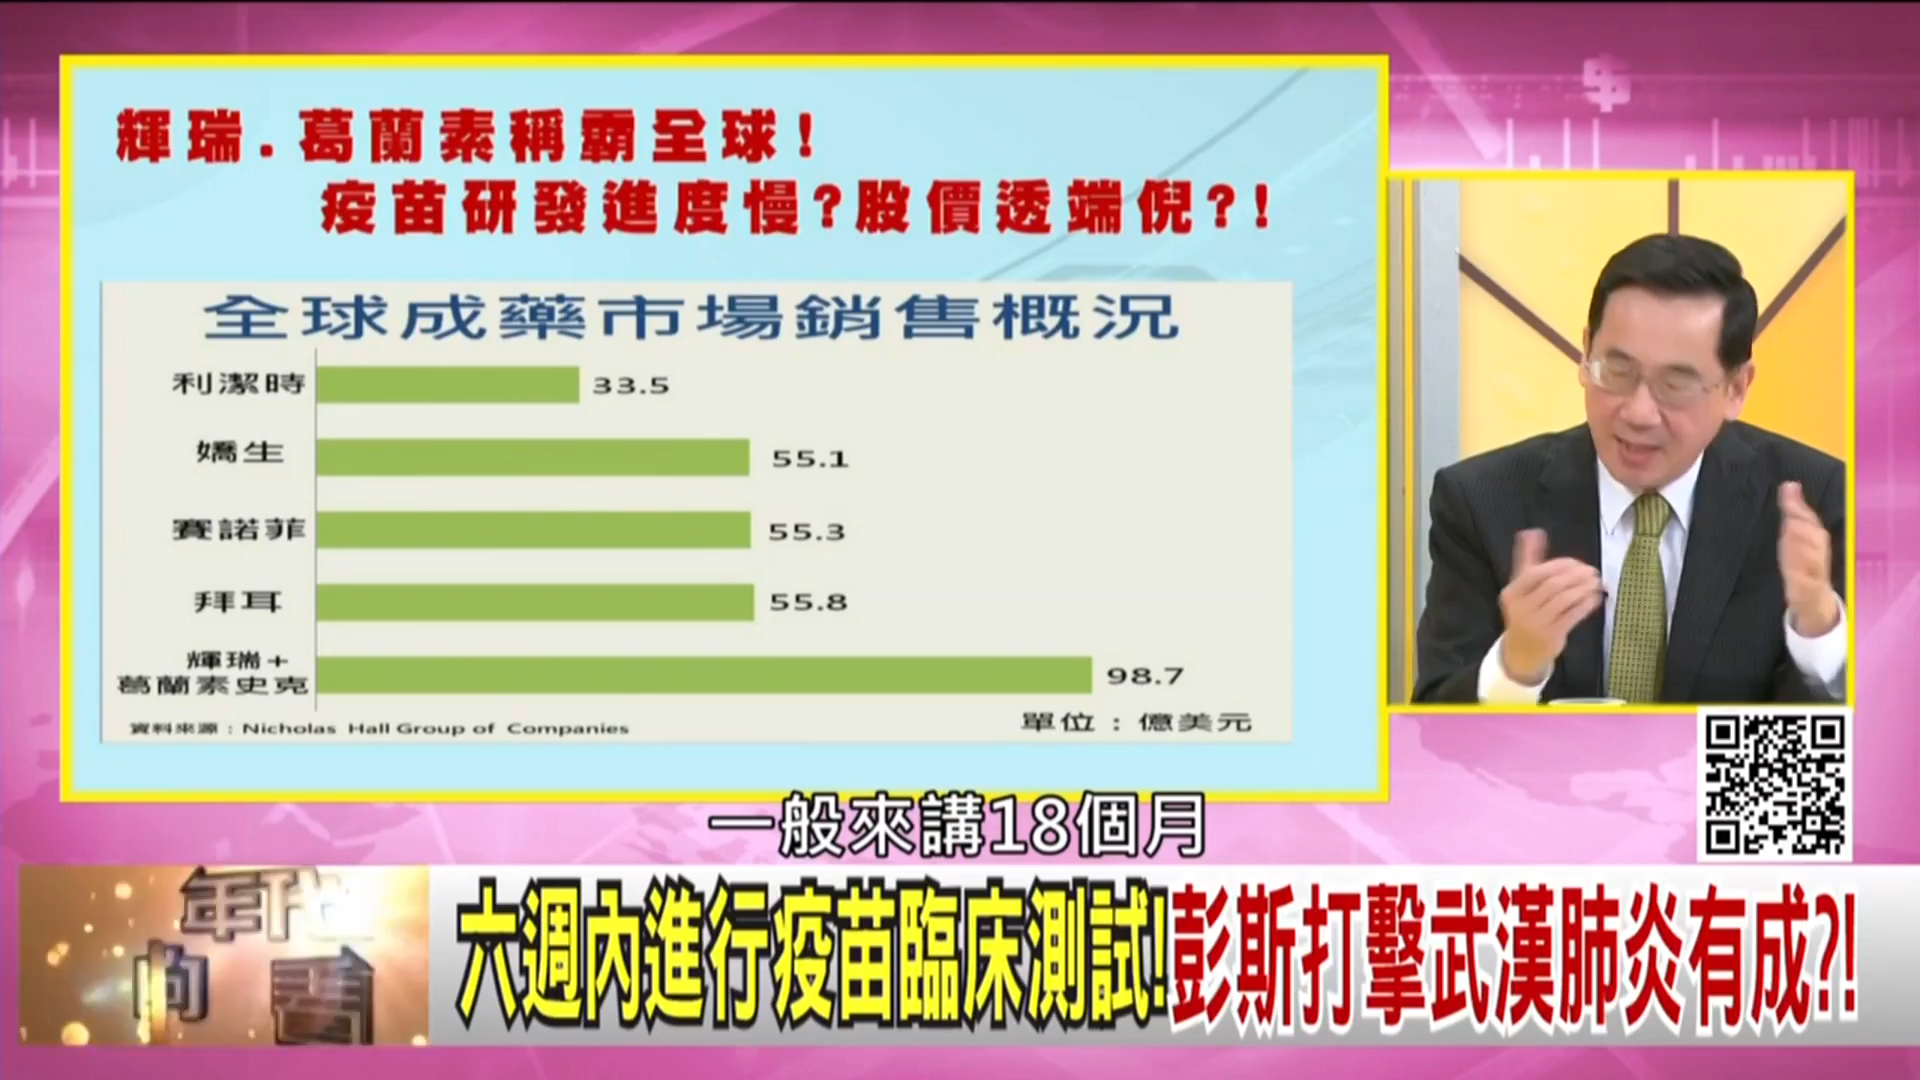 輝瑞.葛蘭素稱霸全球!
疫苗研發進度慢?股價透端倪?!
全球成藥市場銷售概況
利潔時 33.5
嬌生 55.1
賽諾菲 55.3
拜耳 55.8
輝瑞+
葛蘭素史克 98.7
資料來源:Nicholas Hall Group of Companies
單位:億美元
一般來講18個月
年代
向錢
六週內進行疫苗臨床測試!彭斯打擊武漢肺炎有成?!